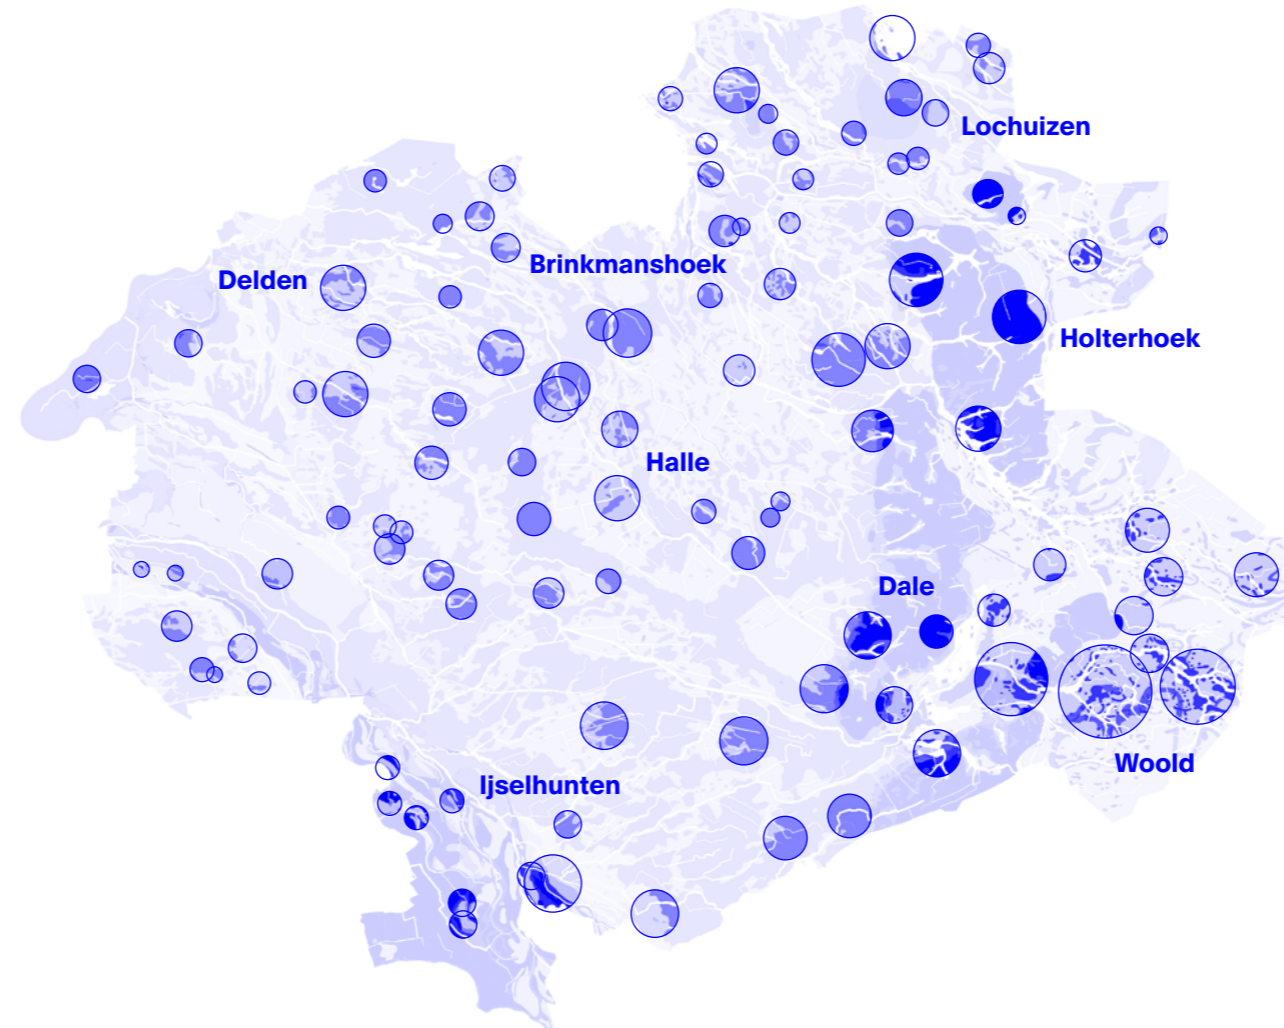 Lochuizen
Brinkmanshoek
Delden
Holterhoek
Halle
Dale
Woold
Ijselhunten